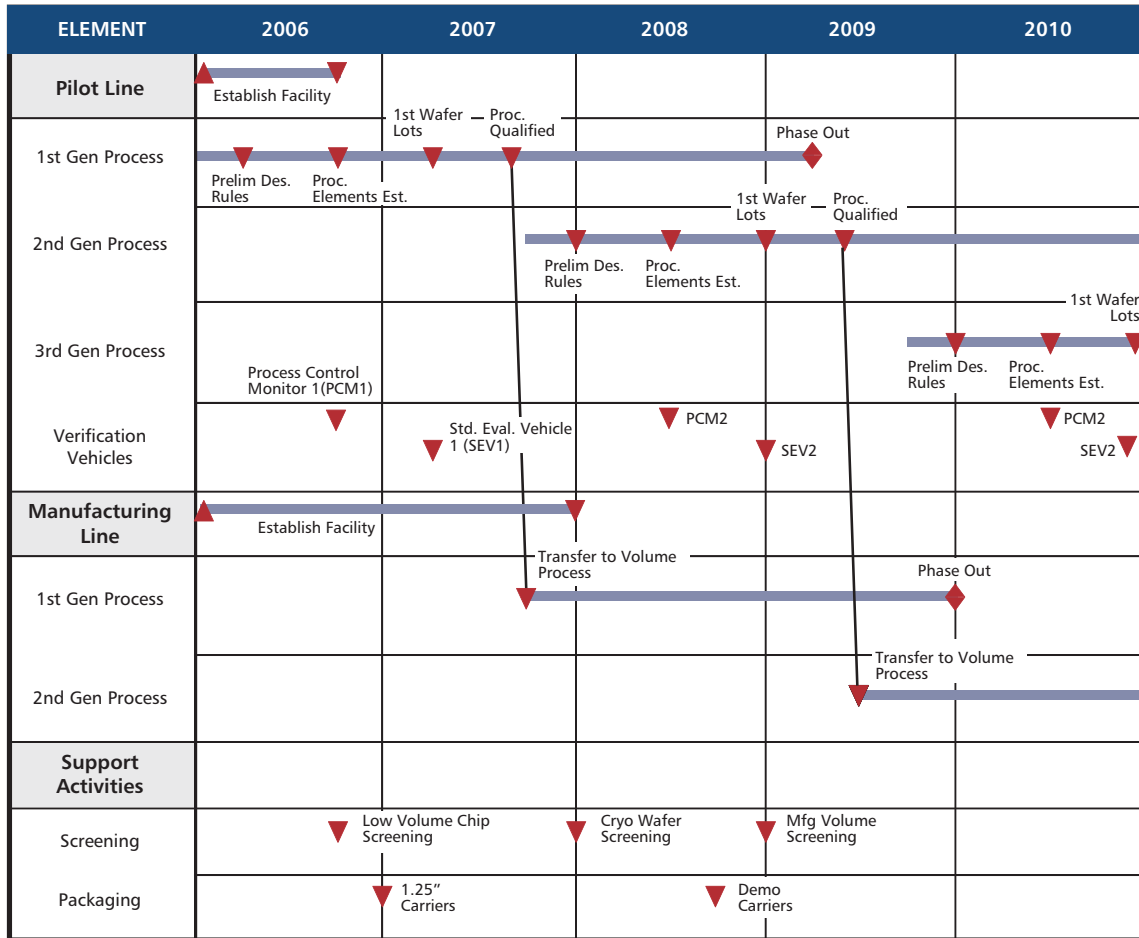 ELEMENT 2006 2007 2008 2009 2010
Pilot Line
Establish Facility
1st Gen Process
1st Wafer
Lots
Proc.
Qualified
Phase Out
Prelim Des.
Rules
Proc.
Elements Est.
2nd Gen Process
1st Wafer
Lots
Proc.
Qualified
Prelim Des.
Rules
Proc.
Elements Est.
3rd Gen Process
1st Wafer
Lots
Prelim Des.
Rules
Proc.
Elements Est.
Verification
Vehicles
Process Control
Monitor 1(PCM1)
Std. Eval. Vehicle
1 (SEV1)
PCM2
SEV2
PCM2
SEV2
Manufacturing
Line
Establish Facility
1st Gen Process
Transfer to Volume
Process
Phase Out
2nd Gen Process
Transfer to Volume
Process
Support
Activities
Screening
Low Volume Chip
Screening
Cryo Wafer
Screening
Mfg Volume
Screening
Packaging
1.25”
Carriers
Demo
Carriers